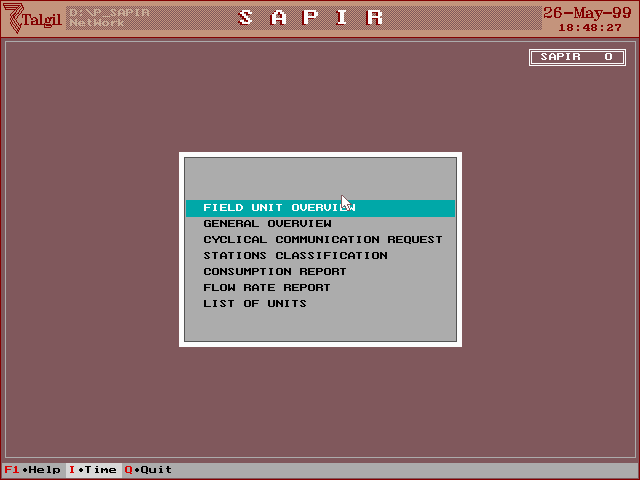 Talgil
D:\P_SAPIR
NetWork
S A P I R
26-May-99
18:48:27
SAPIR 0
FIELD UNIT OVERVIEW
GENERAL OVERVIEW
CYCLICAL COMMUNICATION REQUEST
STATIONS CLASSIFICATION
CONSUMPTION REPORT
FLOW RATE REPORT
LIST OF UNITS
F1•Help I•Time Q•Quit